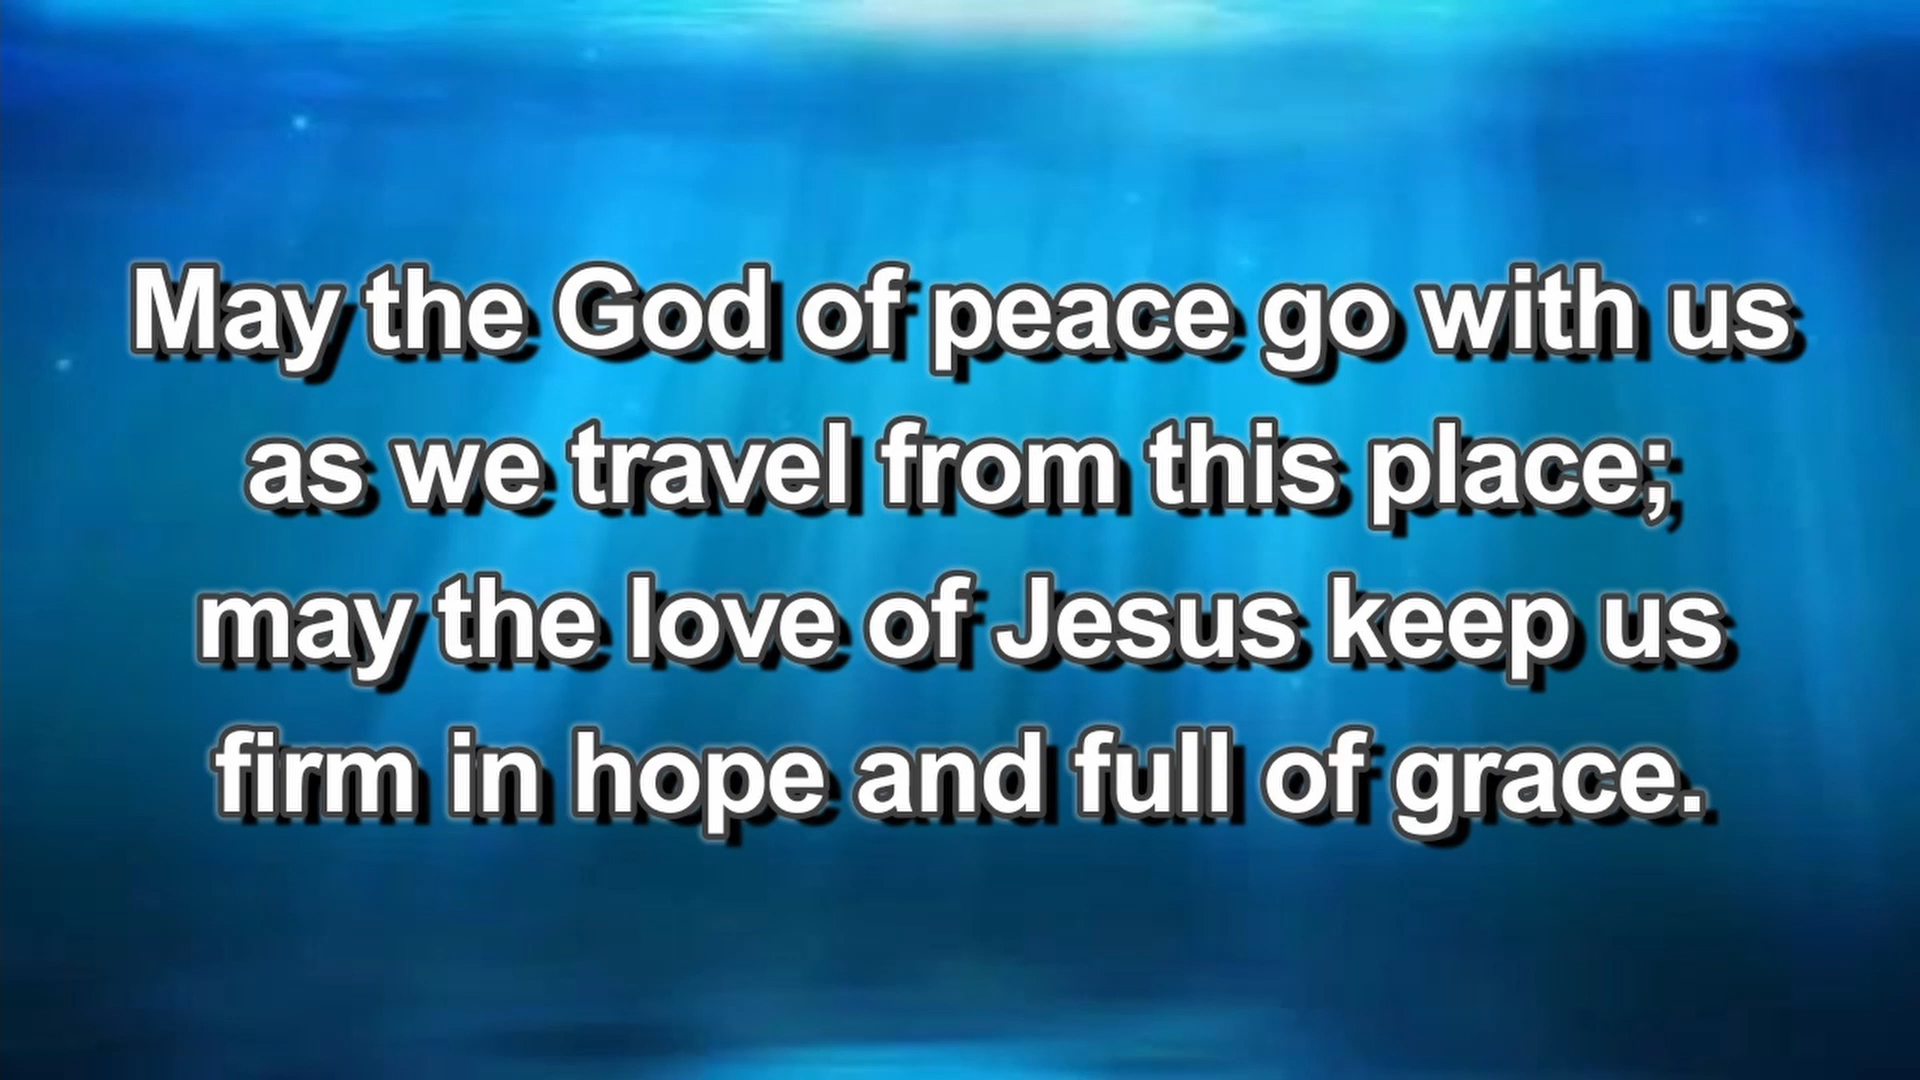 May the God of peace go with us
as we travel from this place;
may the love of Jesus keep us
firm in hope and full of grace.